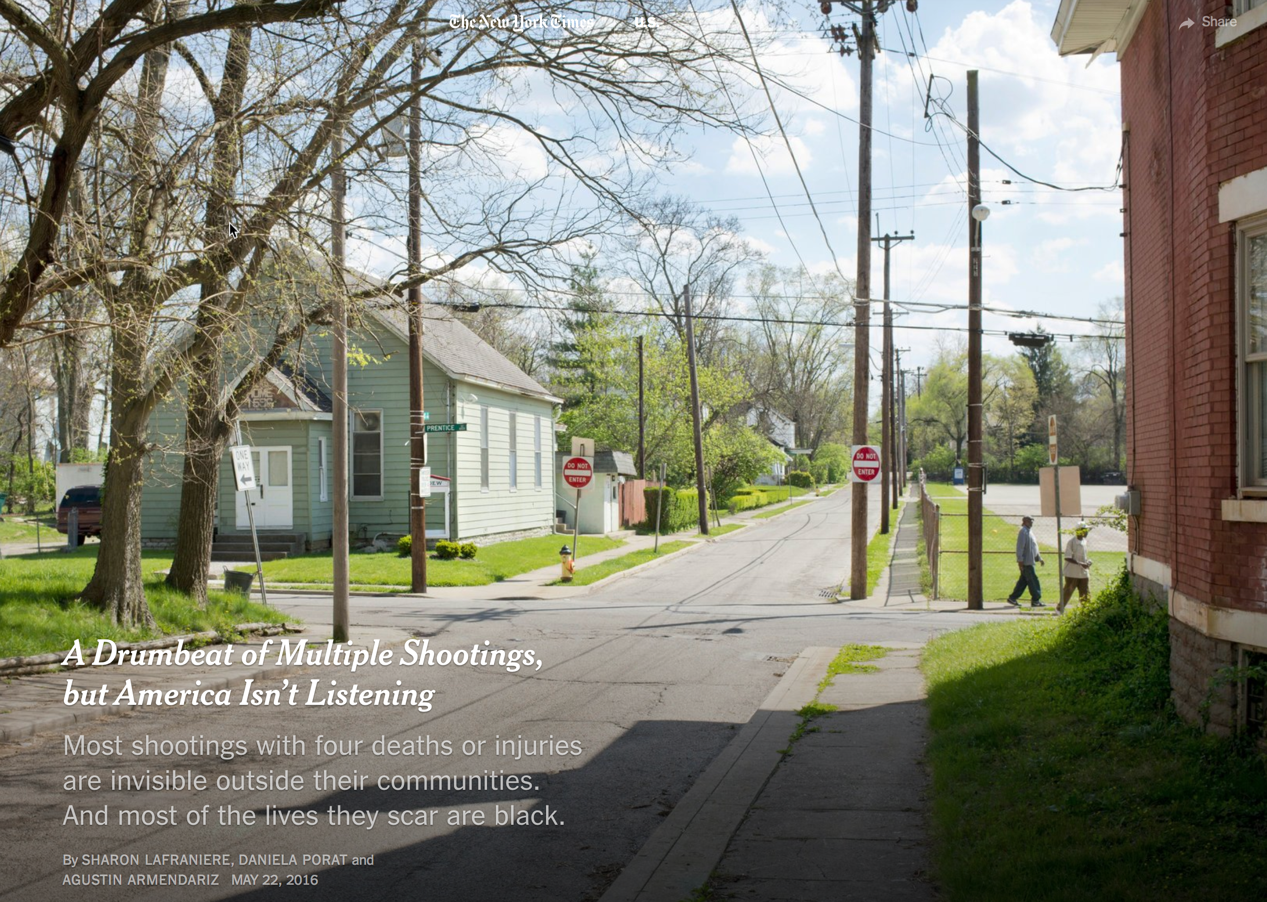 The New York Times
U.S.
Share
PRENTICE
ONE
WAY
DO NOT
ENTER
DO NOT
ENTER
A Drumbeat of Multiple Shootings,
but America Isn't Listening
Most shootings with four deaths or injuries
are invisible outside their communities.
And most of the lives they scar are black.
By SHARON LAFRANIERE, DANIELA PORAT and
AGUSTIN ARMENDARIZ MAY 22, 2016